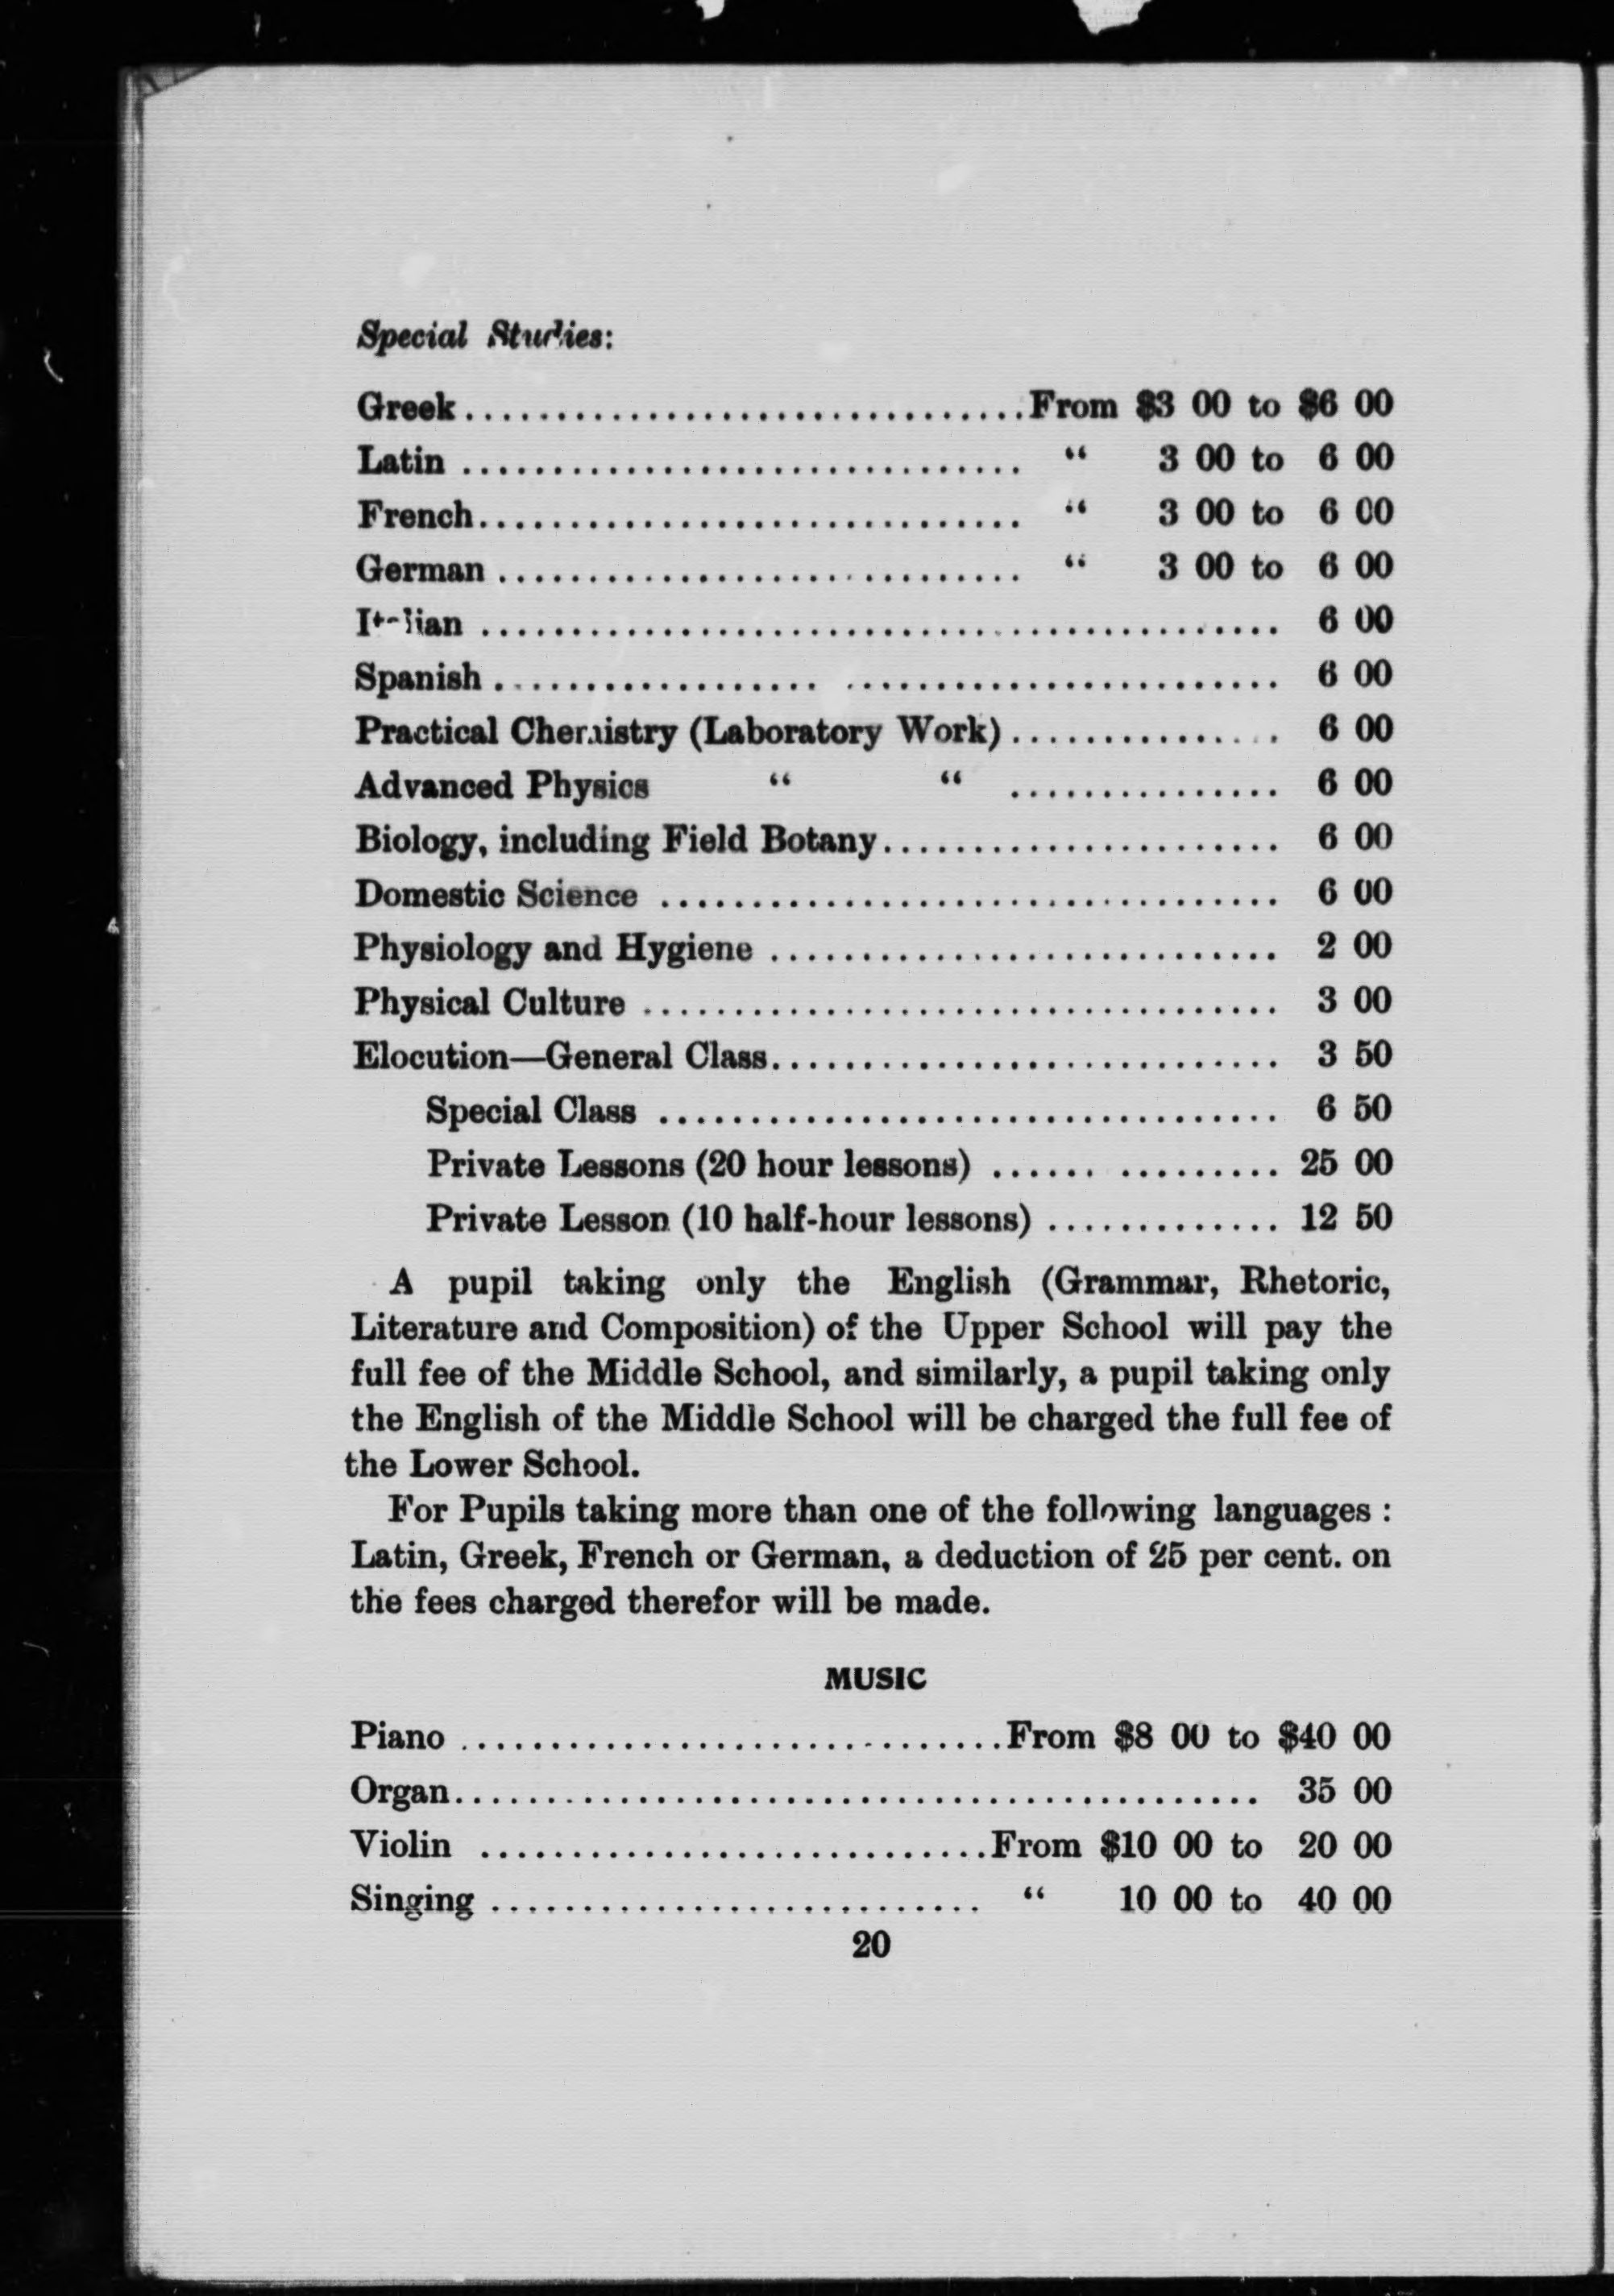 Special Studies:
Greek...............................From $3 00 to $6 00
Latin ............................... “ 3 00 to 6 00
French.............................. “ 3 00 to 6 00
German ............................. “ 3 00 to 6 00
Italian ............................................ 6 00
Spanish ........................................... 6 00
Practical Chemistry (Laboratory Work)............... 6 00
Advanced Physics “ “ ............... 6 00
Biology, including Field Botany...................... 6 00
Domestic Science .................................. 6 00
Physiology and Hygiene ............................ 2 00
Physical Culture ................................... 3 00
Elocution—General Class............................ 3 50
Special Class .................................. 6 50
Private Lessons (20 hour lessons) ...... ......... 25 00
Private Lesson (10 half-hour lessons) ............. 12 50
A pupil taking only the English (Grammar, Rhetoric,
Literature and Composition) of the Upper School will pay the
full fee of the Middle School, and similarly, a pupil taking only
the English of the Middle School will be charged the full fee of
the Lower School.
For Pupils taking more than one of the following languages :
Latin, Greek, French or German, a deduction of 25 per cent. on
the fees charged therefor will be made.
MUSIC
Piano ..............................From $8 00 to $40 00
Organ............................................. 35 00
Violin ............................From $10 00 to 20 00
Singing ........................... “ 10 00 to 40 00
20